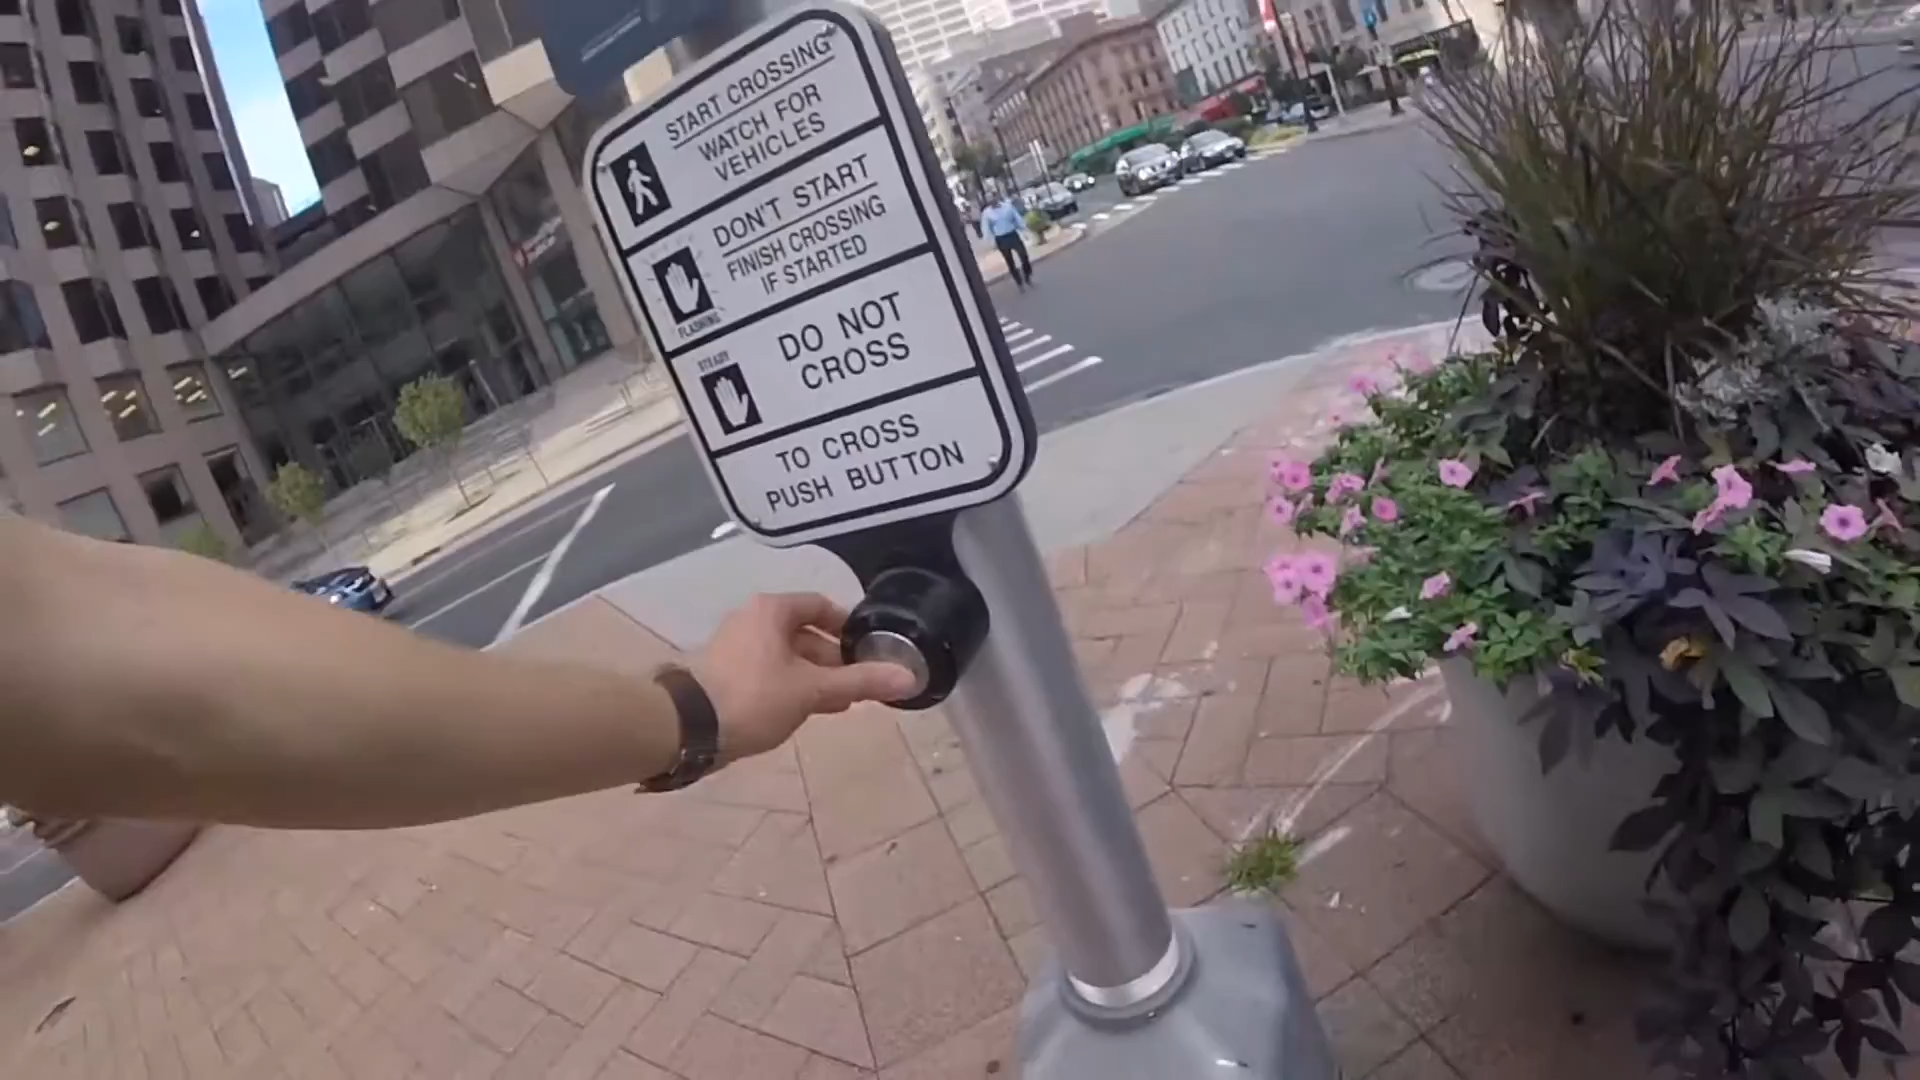 START CROSSING
WATCH FOR
VEHICLES
DON'T START
FINISH CROSSING
IF STARTED
FLASHING
STEADY
DO NOT
CROSS
TO CROSS
PUSH BUTTON